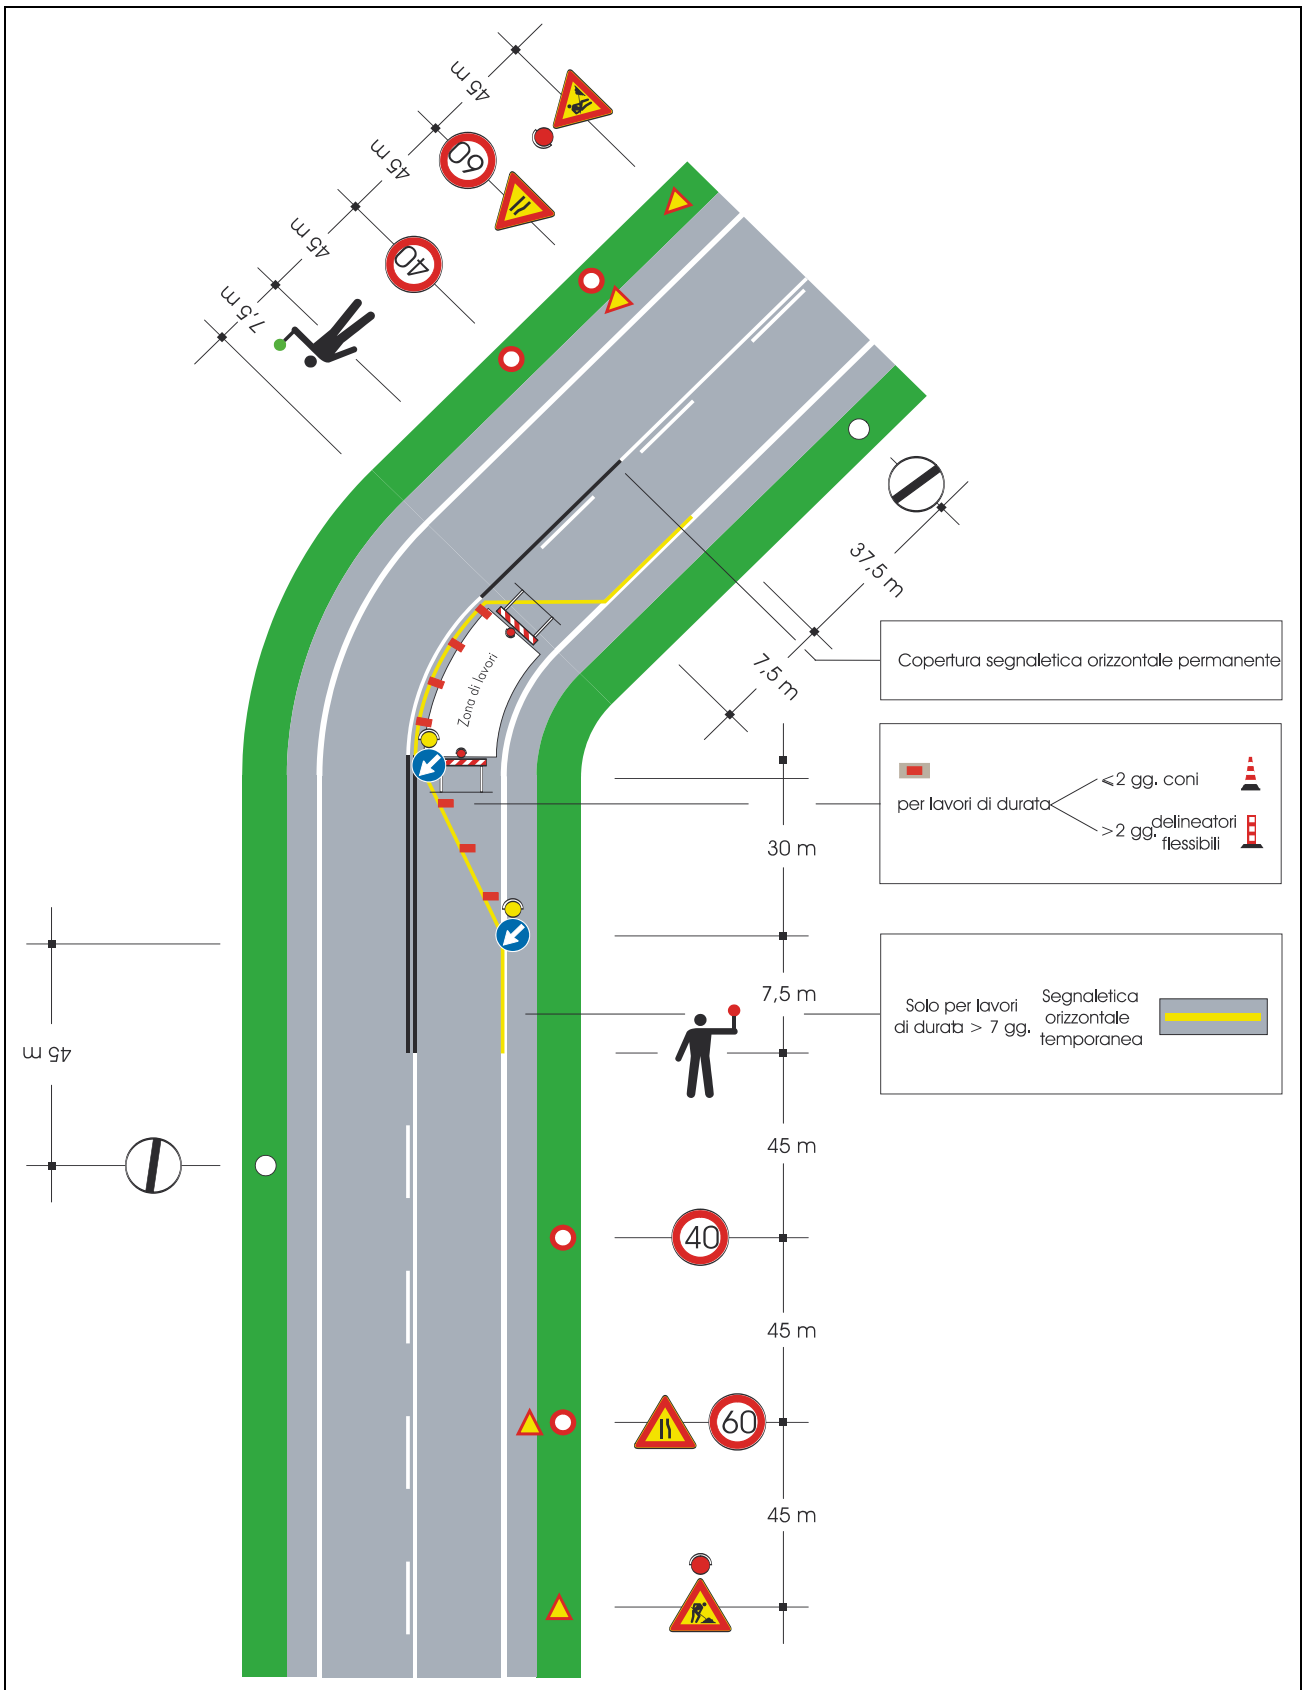 45 m
45 m
60
45 m
40
7,5 m
37,5 m
7,5 m
Copertura segnaletica orizzontale permanente
Zona di lavori
per lavori di durata
⩽2 gg. coni
>2 gg. delineatori
flessibili
30 m
7,5 m
Solo per lavori
di durata > 7 gg.
Segnaletica
orizzontale
temporanea
45 m
45 m
40
45 m
60
45 m